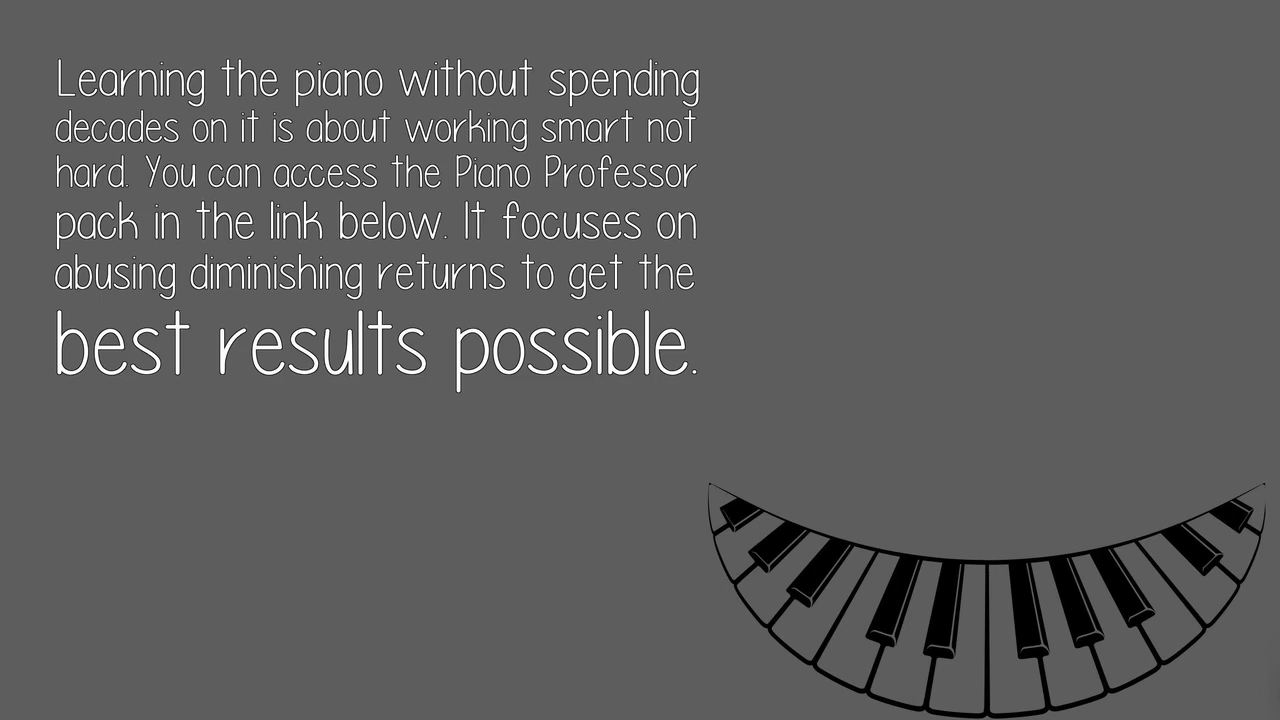 Learning the piano without spending
decades on it is about working smart not
hard. You can access the Piano Professor
pack in the link below. It focuses on
abusing diminishing returns to get the
best results possible.